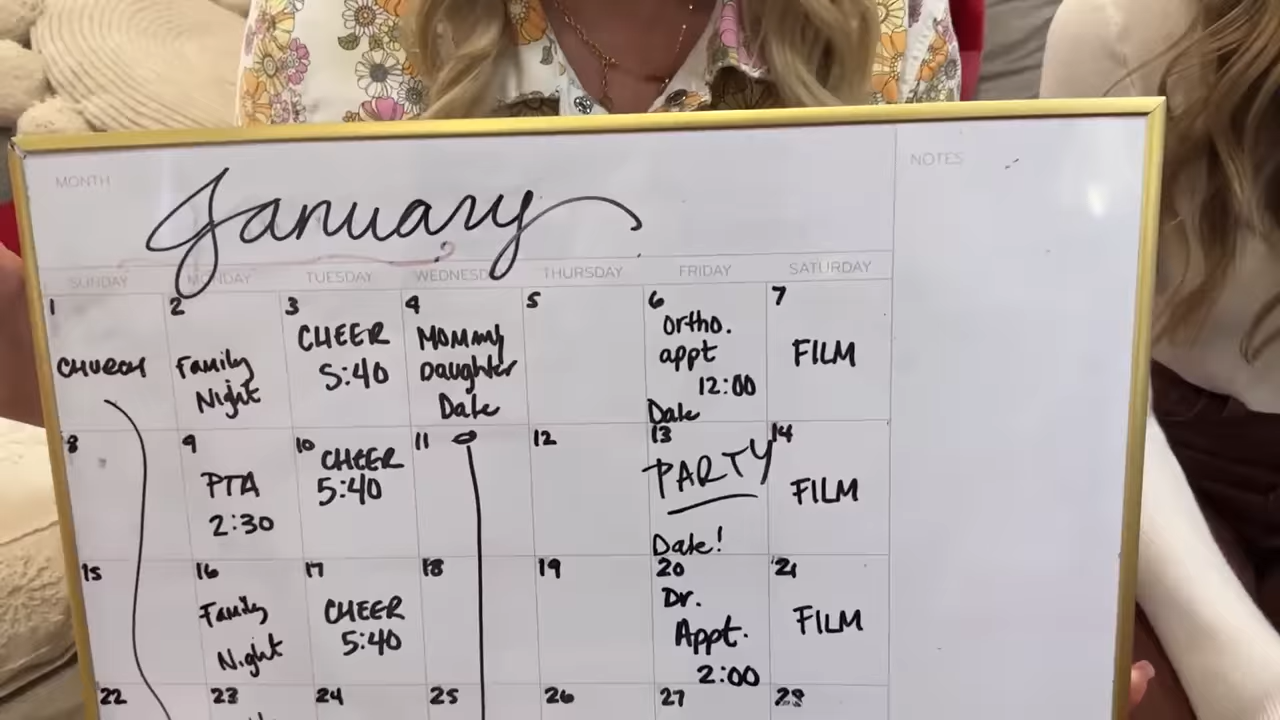 MONTH
January
NOTES
SUNDAY MONDAY TUESDAY WEDNESD THURSDAY FRIDAY SATURDAY
1
CHURCH
2
Family
Night
3
CHEER
5:40
4
Mommy
Daughter
Date
5
6
Ortho.
appt
12:00
Date
7
FILM
8
9
PTA
2:30
10
CHEER
5:40
11
12
13
PARTY
Date!
14
FILM
15
16
Family
Night
17
CHEER
5:40
18
19
20
Dr.
Appt.
2:00
21
FILM
22
23
24
25
26
27
28